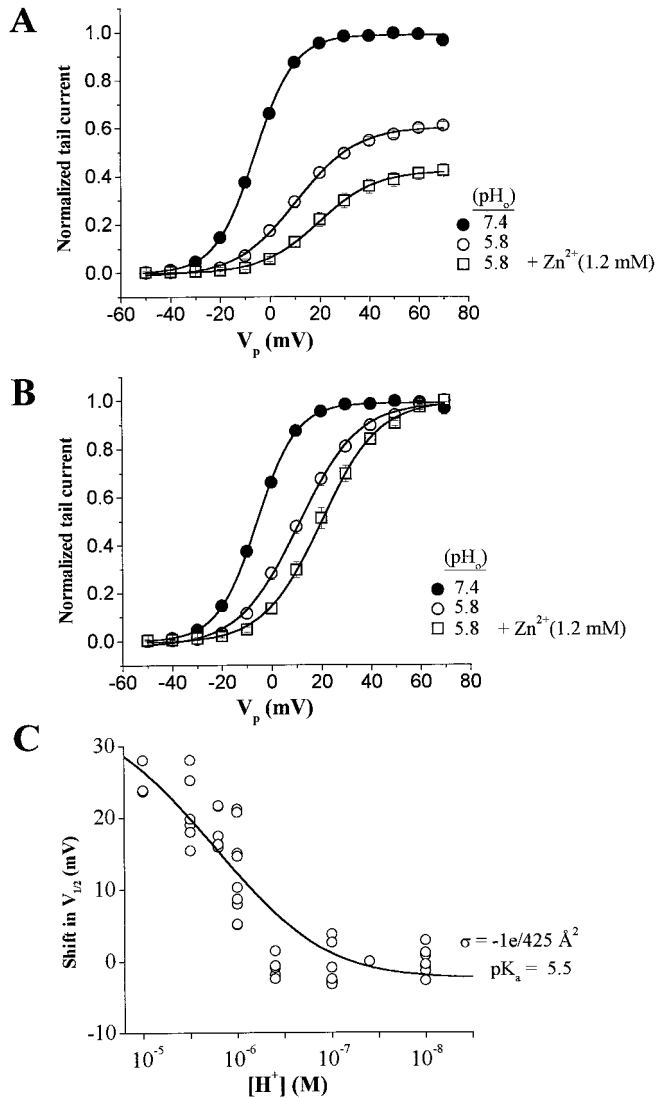 A
Normalized tail current
1.0
0.8
0.6
0.4
0.2
0.0
(pHₒ)
7.4
5.8
5.8 + Zn²⁺(1.2 mM)
-60 -40 -20 0 20 40 60 80
Vₚ (mV)
B
Normalized tail current
1.0
0.8
0.6
0.4
0.2
0.0
(pHₒ)
7.4
5.8
5.8 + Zn²⁺(1.2 mM)
-60 -40 -20 0 20 40 60 80
Vₚ (mV)
C
Shift in V₁/₂ (mV)
30
20
10
0
-10
σ = -1e/425 Å²
pKₐ = 5.5
10⁻⁵ 10⁻⁶ 10⁻⁷ 10⁻⁸
[H⁺] (M)